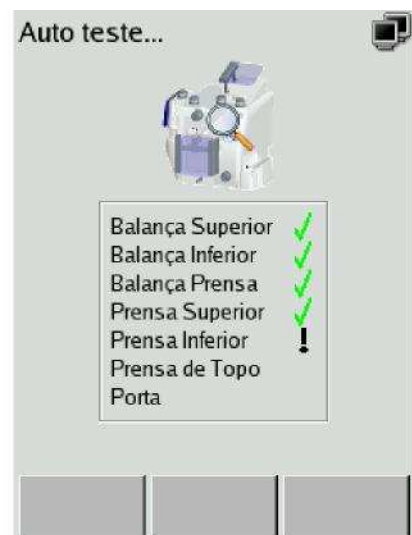 Auto teste...
Balança Superior
Balança Inferior
Balança Prensa
Prensa Superior
Prensa Inferior !
Prensa de Topo
Porta